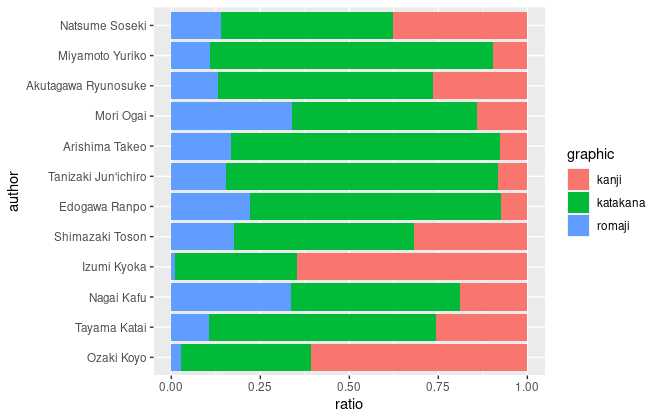 Natsume Soseki
Miyamoto Yuriko
Akutagawa Ryunosuke
Mori Ogai
Arishima Takeo
Tanizaki Jun'ichiro
Edogawa Ranpo
Shimazaki Toson
Izumi Kyoka
Nagai Kafu
Tayama Katai
Ozaki Koyo
author
0.00 0.25 0.50 0.75 1.00
ratio
graphic
kanji
katakana
romaji